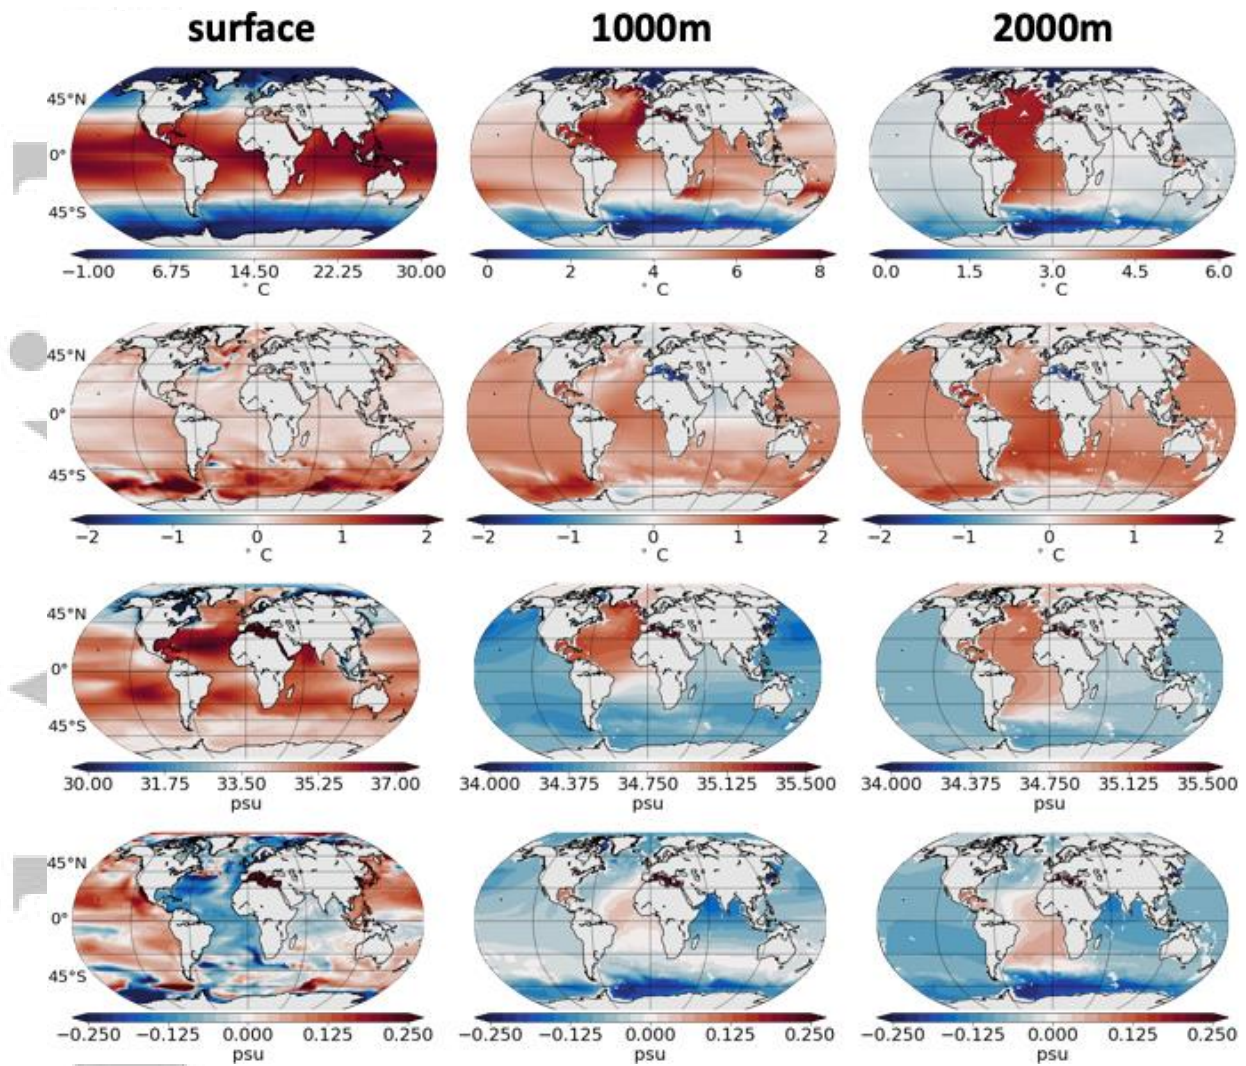 surface 1000m 2000m
45°N
0°
45°S
−1.00 6.75 14.50 22.25 30.00 0 2 4 6 8 0.0 1.5 3.0 4.5 6.0
° C ° C ° C
45°N
0°
45°S
−2 −1 0 1 2 −2 −1 0 1 2 −2 −1 0 1 2
° C ° C ° C
45°N
0°
45°S
30.00 31.75 33.50 35.25 37.00 34.000 34.375 34.750 35.125 35.500 34.000 34.375 34.750 35.125 35.500
psu psu psu
45°N
0°
45°S
−0.250 −0.125 0.000 0.125 0.250 −0.250 −0.125 0.000 0.125 0.250 −0.250 −0.125 0.000 0.125 0.250
psu psu psu